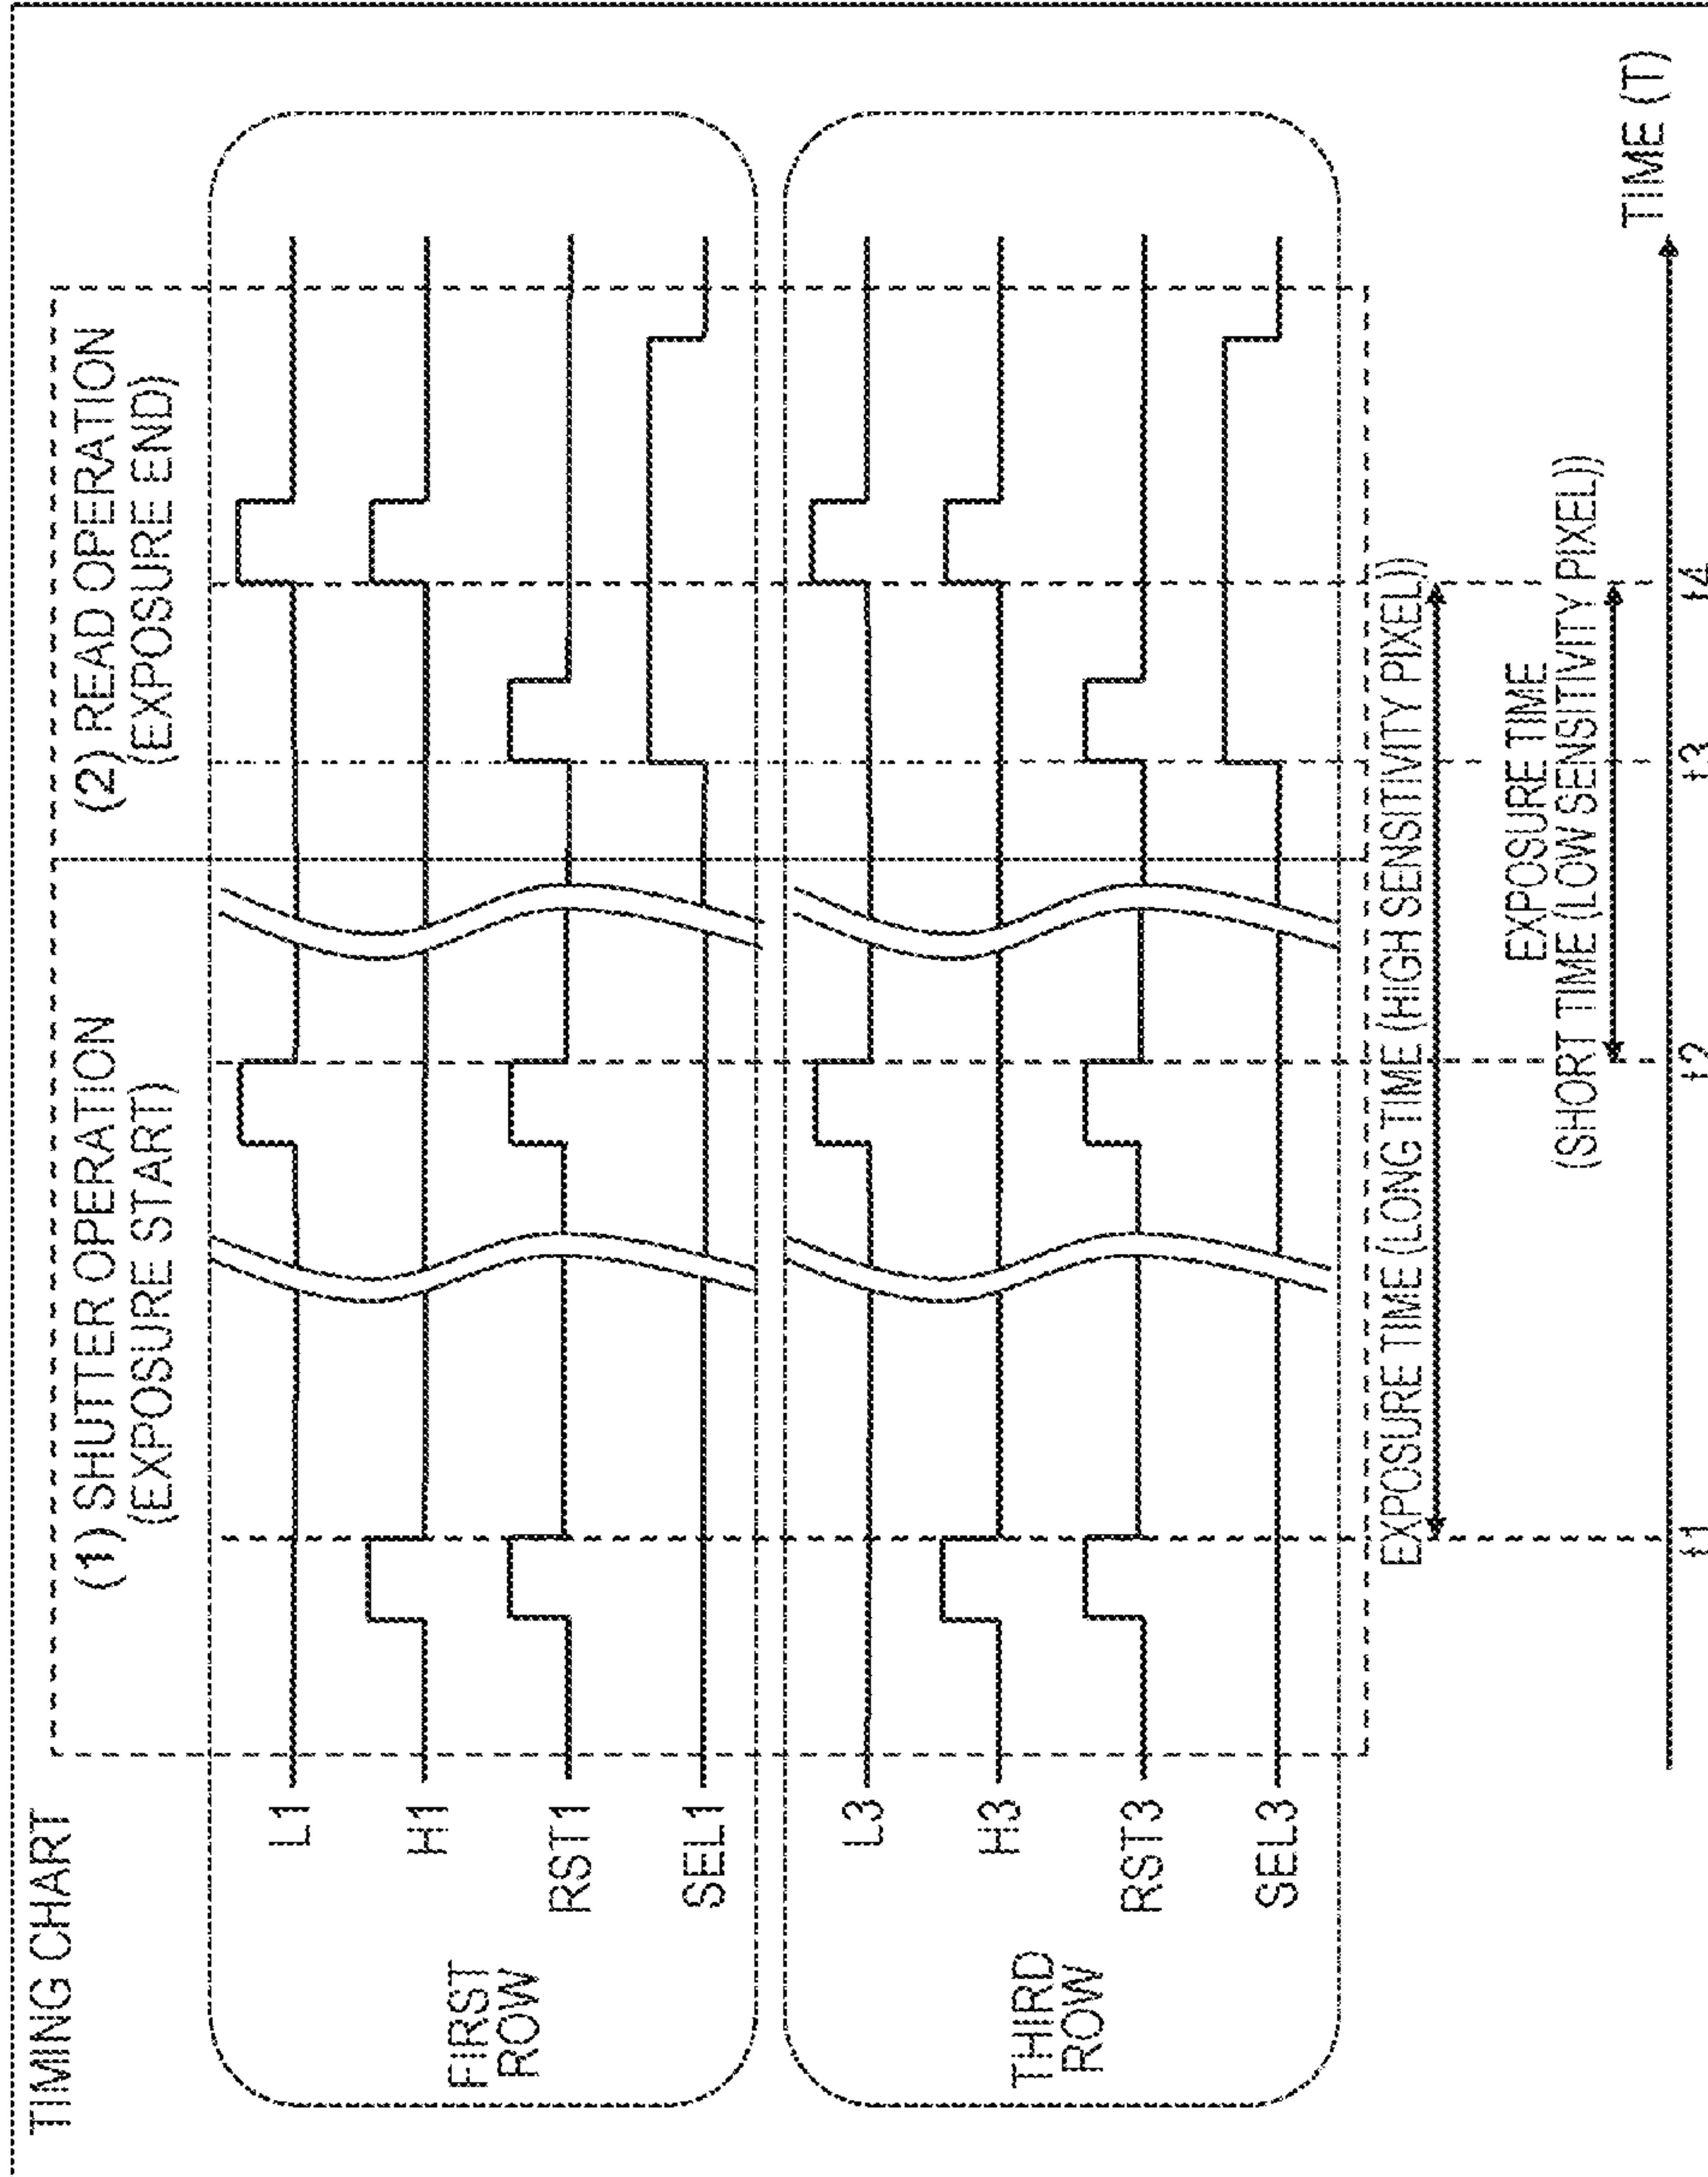 TIMING CHART
(1) SHUTTER OPERATION
(EXPOSURE START)
(2) READ OPERATION
(EXPOSURE END)
FIRST
ROW
L1
H1
RST1
SEL1
THIRD
ROW
L3
H3
RST3
SEL3
EXPOSURE TIME (LONG TIME (HIGH SENSITIVITY PIXEL))
EXPOSURE TIME
(SHORT TIME (LOW SENSITIVITY PIXEL))
TIME (T)
t1
t2
t3
t4